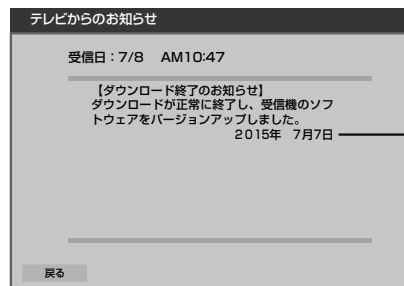 テレビからのお知らせ
受信日：7/8　AM10:47
【ダウンロード終了のお知らせ】
ダウンロードが正常に終了し、受信機のソフ
トウェアをバージョンアップしました。
2015年　7月7日
戻る